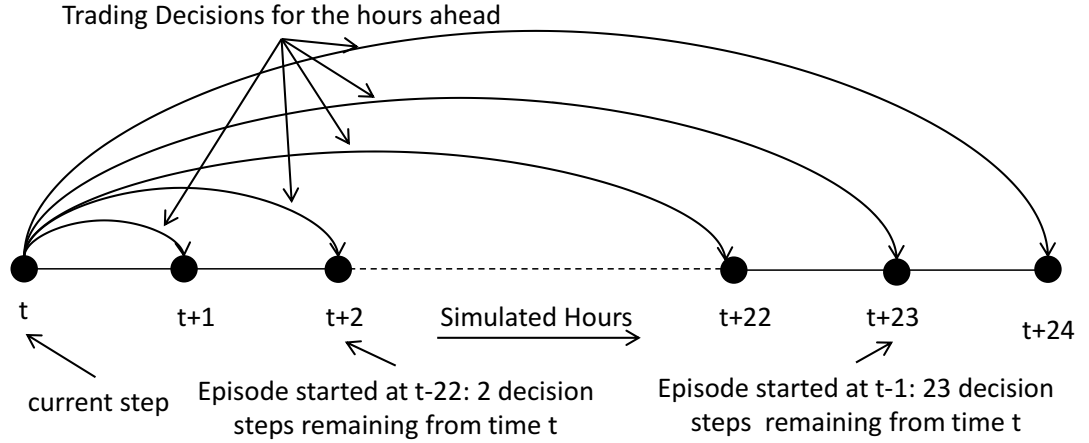 Trading Decisions for the hours ahead
t
t+1
t+2
Simulated Hours
t+22
t+23
t+24
current step
Episode started at t-22: 2 decision
steps remaining from time t
Episode started at t-1: 23 decision
steps remaining from time t